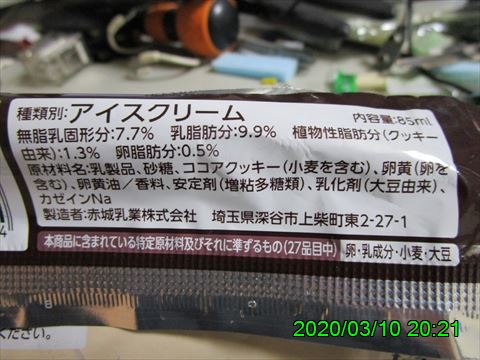 種類別:アイスクリーム 内容量:85ml
無脂乳固形分:7.7% 乳脂肪分:9.9% 植物性脂肪分(クッキー
由来):1.3% 卵脂肪分:0.5%
原材料名:乳製品、砂糖、ココアクッキー(小麦を含む)、卵黄(卵を
含む)、卵黄油/香料、安定剤(増粘多糖類)、乳化剤(大豆由来)、
カゼインNa
製造者:赤城乳業株式会社 埼玉県深谷市上柴町東2-27-1
本商品に含まれている特定原材料及びそれに準ずるもの(27品目中) 卵・乳成分・小麦・大豆
ください。
4
2020/03/10 20:21